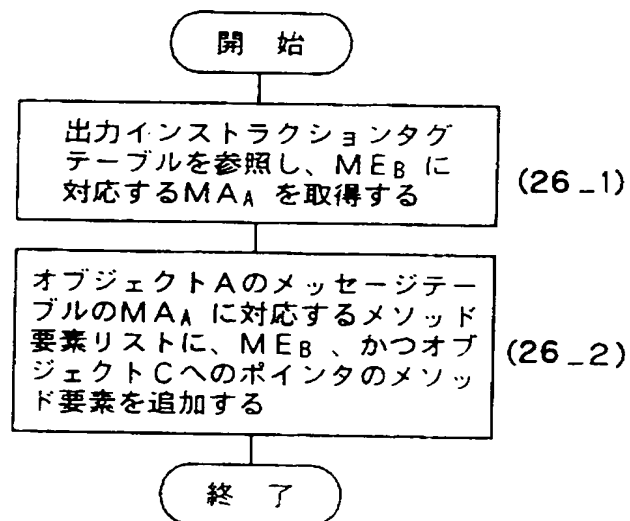 開 始
出力インストラクションタグ
テーブルを参照し、MEB に
対応するMAA を取得する
(26_1)
オブジェクトAのメッセージテー
ブルのMAA に対応するメソッド
要素リストに、MEB 、かつオブ
ジェクトCへのポインタのメソッ
ド要素を追加する
(26_2)
終 了